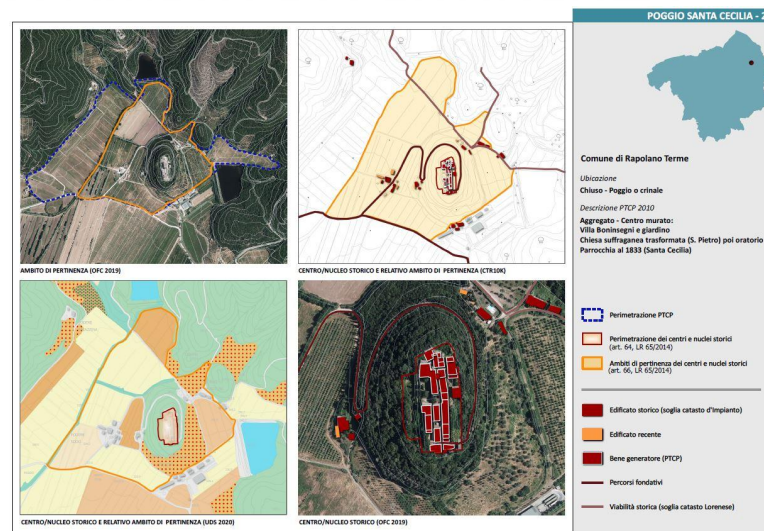 POGGIO SANTA CECILIA - 2
AMBITO DI PERTINENZA (OFC 2019)
CENTRO/NUCLEO STORICO E RELATIVO AMBITO DI PERTINENZA (CTR10K)
CENTRO/NUCLEO STORICO E RELATIVO AMBITO DI PERTINENZA (UDS 2020)
CENTRO/NUCLEO STORICO (OFC 2019)
Comune di Rapolano Terme
Ubicazione
Chiuso - Poggio o crinale
Descrizione PTCP 2010
Aggregato - Centro murato:
Villa Boninsegni e giardino
Chiesa suffraganea trasformata (S. Pietro) poi oratorio
Parrocchia al 1833 (Santa Cecilia)
Perimetrazione PTCP
Perimetrazione dei centri e nuclei storici
(art. 64, LR 65/2014)
Ambiti di pertinenza dei centri e nuclei storici
(art. 66, LR 65/2014)
Edificato storico (soglia catasto d'Impianto)
Edificato recente
Bene generatore (PTCP)
Percorsi fondativi
Viabilità storica (soglia catasto Lorenese)